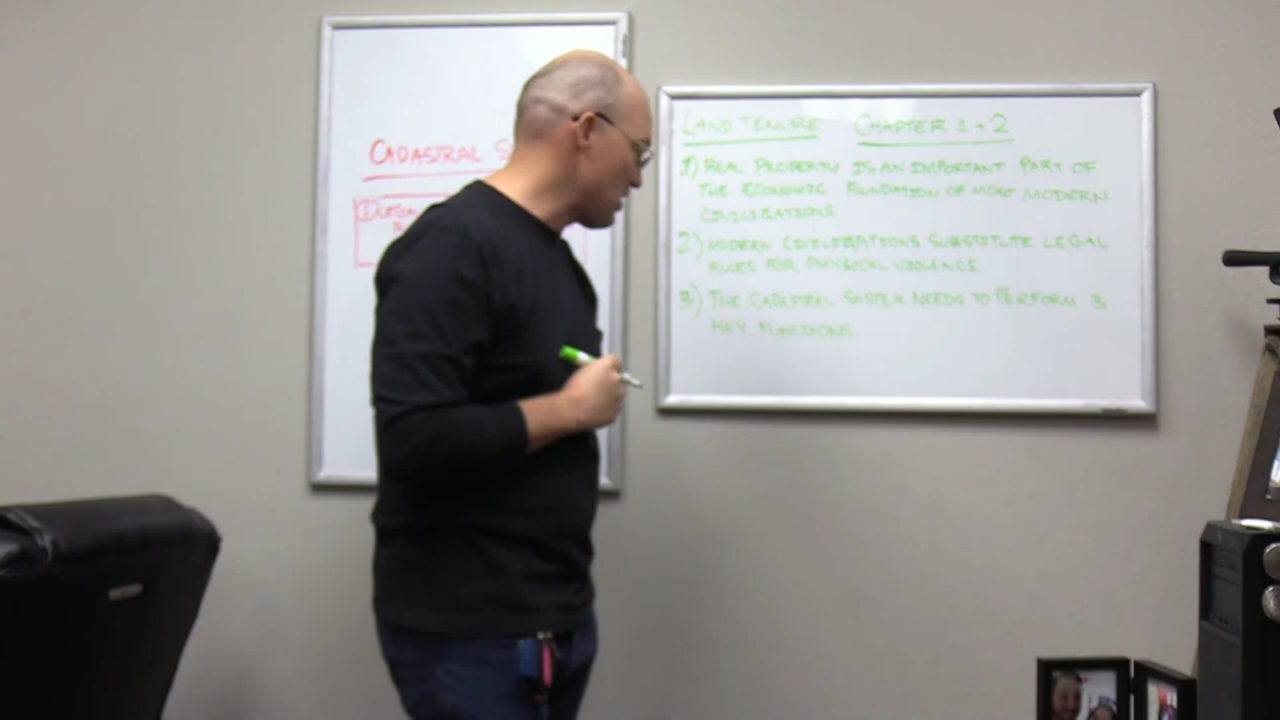 CADASTRAL
①
LAND TENURE CHAPTER 1 + 2
1) REAL PROPERTY IS AN IMPORTANT PART OF
THE ECONOMIC FOUNDATION OF MOST MODERN
CIVILIZATIONS.
2) MODERN CIVILIZATIONS SUBSTITUTE LEGAL
RULES FOR PHYSICAL VIOLENCE
3) THE CADASTRAL SYSTEM NEEDS TO PERFORM 3
KEY FUNCTIONS